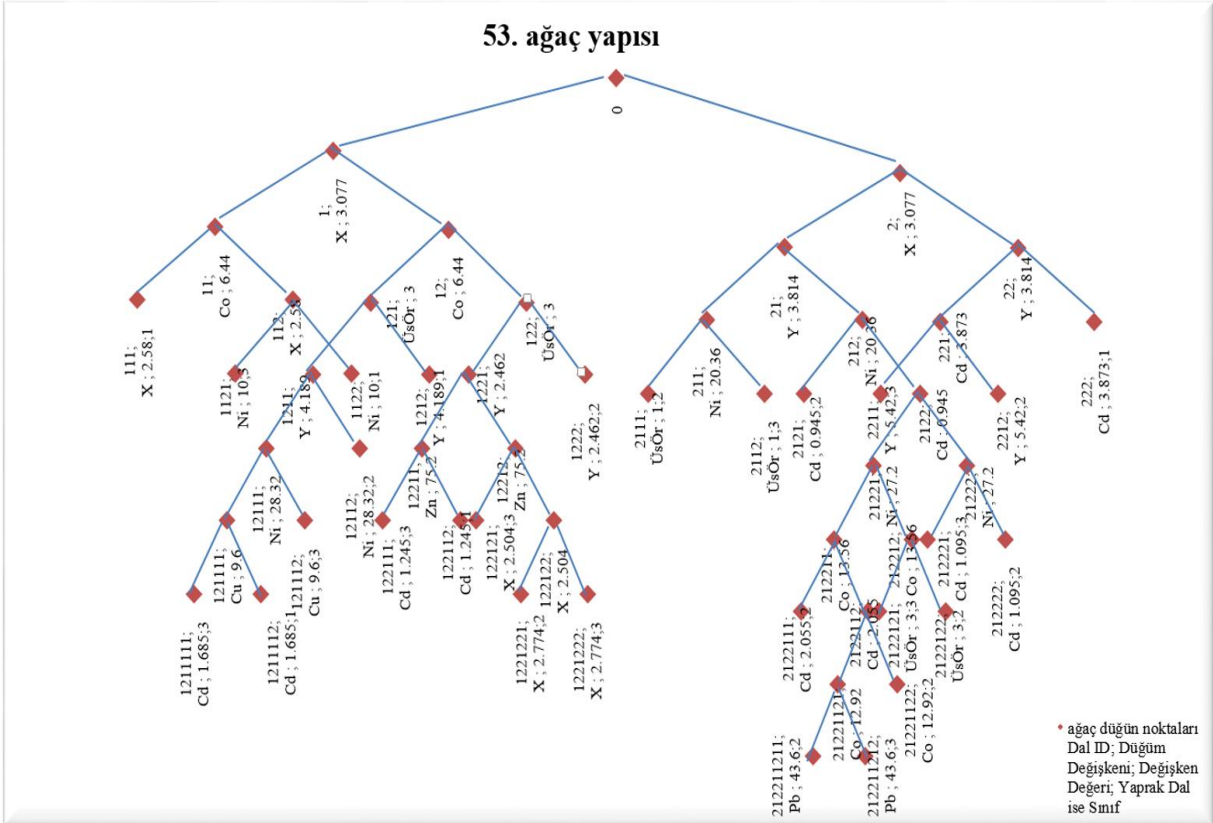 53. ağaç yapısı
0
1;
X ; 3.077
2;
X ; 3.077
11;
Co ; 6.44
12;
Co ; 6.44
21;
Y ; 3.814
22;
Y ; 3.814
111;
X ; 2.58;1
112;
X ; 2.58
121;
ÜsÖr ; 3
122;
ÜsÖr ; 3
211;
Ni ; 20.36
212;
Ni ; 20.36
221;
Cd ; 3.873
222;
Cd ; 3.873;1
1121;
Ni ; 10;3
1211;
Y ; 4.189
1122;
Ni ; 10;1
1212;
Y ; 4.189;1
1221;
Y ; 2.462
1222;
Y ; 2.462;2
2111;
ÜsÖr ; 1;2
2112;
ÜsÖr ; 1;3
2121;
Cd ; 0.945;2
2211;
Y ; 5.42;3
2122;
Cd ; 0.945
2212;
Y ; 5.42;2
12111;
Ni ; 28.32
12112;
Ni ; 28.32;2
12211;
Zn ; 75.2
12212;
Zn ; 75.2
21221;
Ni ; 27.2
21222;
Ni ; 27.2
121111;
Cu ; 9.6
121112;
Cu ; 9.6;3
122111;
Cd ; 1.245;3
122112;
Cd ; 1.245;1
122121;
X ; 2.504;3
122122;
X ; 2.504
212211;
Co ; 13.56
212212;
Co ; 13.56
212221;
Cd ; 1.095;3
212222;
Cd ; 1.095;2
1211111;
Cd ; 1.685;3
1211112;
Cd ; 1.685;1
1221221;
X ; 2.774;2
1221222;
X ; 2.774;3
2122111;
Cd ; 2.055;2
2122112;
Cd ; 2.055
2122121;
ÜsÖr ; 3;3
2122122;
ÜsÖr ; 3;2
21221121;
Co ; 12.92
21221122;
Co ; 12.92;2
212211211;
Pb ; 43.6;2
212211212;
Pb ; 43.6;3
ağaç düğün noktaları
Dal ID; Düğüm
Değişkeni; Değişken
Değeri; Yaprak Dal
ise Sınıf